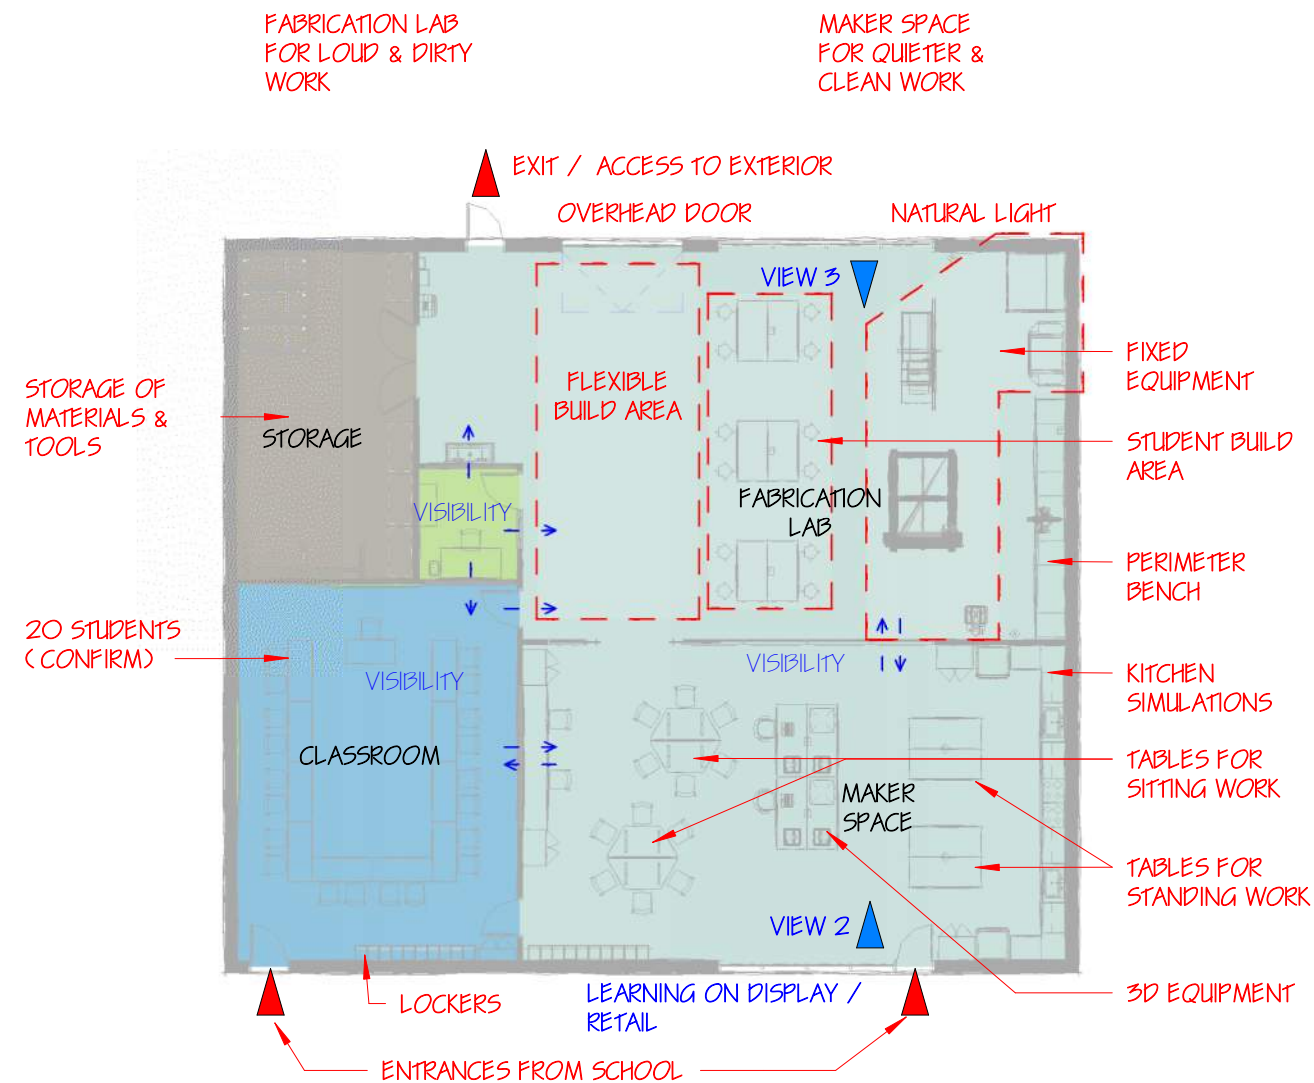 FABRICATION LAB
FOR LOUD & DIRTY
WORK
MAKER SPACE
FOR QUIETER &
CLEAN WORK
EXIT / ACCESS TO EXTERIOR
OVERHEAD DOOR
NATURAL LIGHT
VIEW 3
FIXED
EQUIPMENT
FLEXIBLE
BUILD AREA
STORAGE OF
MATERIALS &
TOOLS
STORAGE
STUDENT BUILD
AREA
VISIBILITY
FABRICATION
LAB
PERIMETER
BENCH
20 STUDENTS
(CONFIRM)
VISIBILITY
VISIBILITY
KITCHEN
SIMULATIONS
CLASSROOM
TABLES FOR
SITTING WORK
MAKER
SPACE
TABLES FOR
STANDING WORK
VIEW 2
LOCKERS
LEARNING ON DISPLAY /
RETAIL
3D EQUIPMENT
ENTRANCES FROM SCHOOL